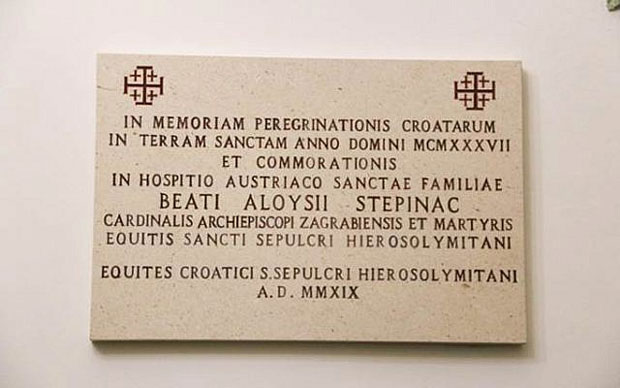 IN MEMORIAM PEREGRINATIONIS CROATARUM
IN TERRAM SANCTAM ANNO DOMINI MCMXXXVII
ET COMMORATIONIS
IN HOSPITIO AUSTRIACO SANCTAE FAMILIAE
BEATI ALOYSII STEPINAC
CARDINALIS ARCHIEPISCOPI ZAGRABIENSIS ET MARTYRIS
EQUITIS SANCTI SEPULCRI HIEROSOLYMITANI
EQUITES CROATICI S.SEPULCRI HIEROSOLYMITANI
A.D. MMXIX